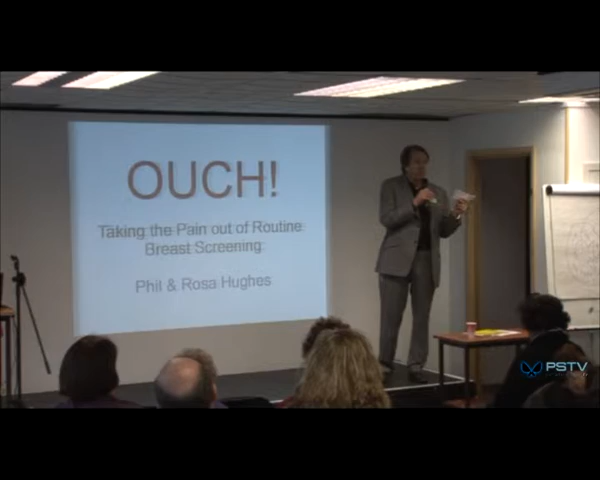 OUCH!
Taking the Pain out of Routine
Breast Screening
Phil & Rosa Hughes
PSTV